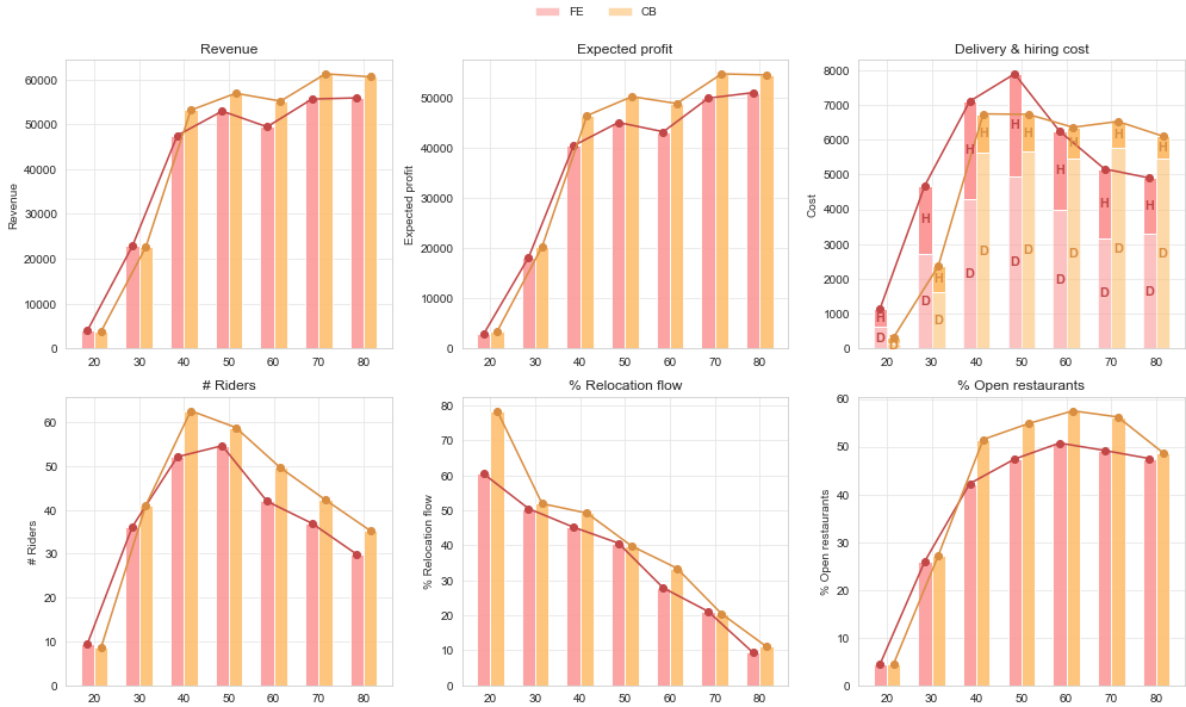 FE CB
Revenue
Revenue
60000
50000
40000
30000
20000
10000
0
20 30 40 50 60 70 80
Expected profit
Expected profit
50000
40000
30000
20000
10000
0
20 30 40 50 60 70 80
Delivery & hiring cost
Cost
8000
7000
6000
5000
4000
3000
2000
1000
0
H H H H H H H
D D D D D D D
H H H H H H
D D D D D D D
20 30 40 50 60 70 80
# Riders
# Riders
60
50
40
30
20
10
0
20 30 40 50 60 70 80
% Relocation flow
% Relocation flow
80
70
60
50
40
30
20
10
0
20 30 40 50 60 70 80
% Open restaurants
% Open restaurants
60
50
40
30
20
10
0
20 30 40 50 60 70 80